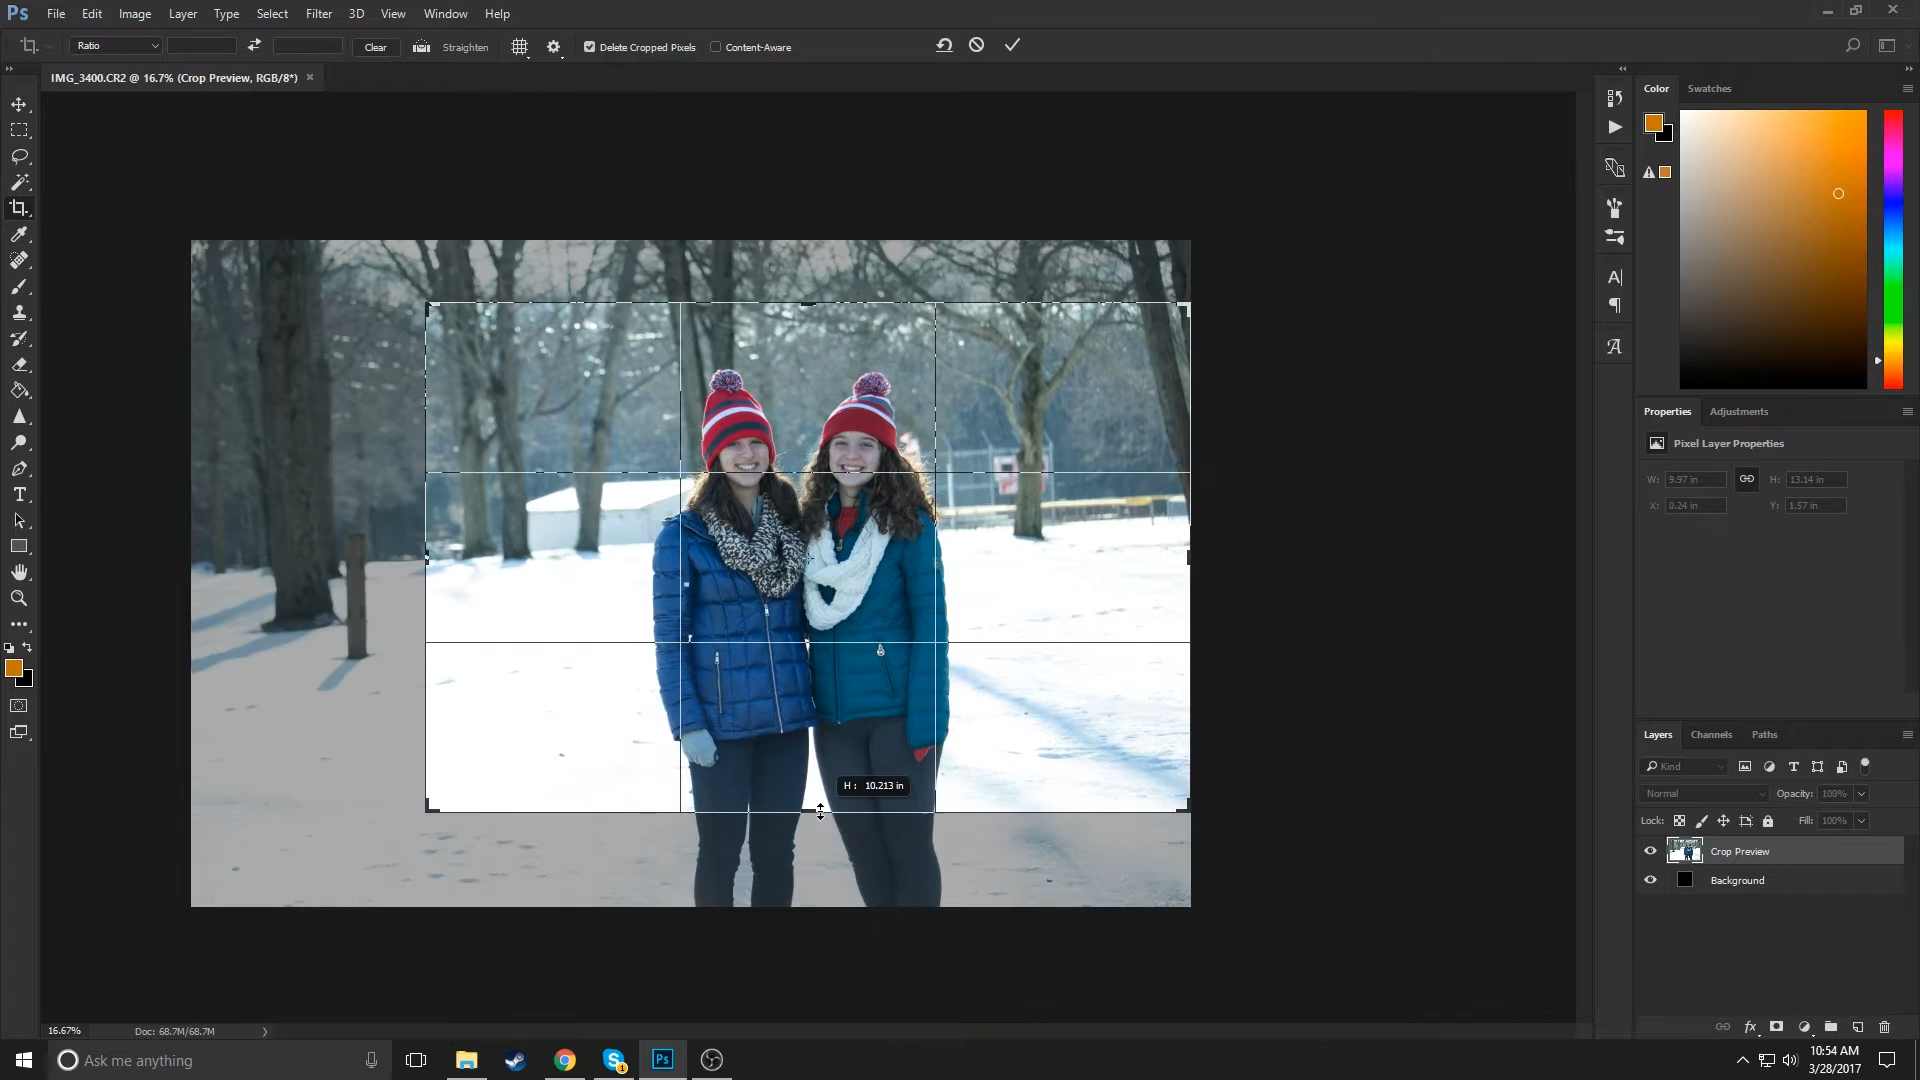 Ps File Edit Image Layer Type Select Filter 3D View Window Help
Ratio Clear Straighten Delete Cropped Pixels Content-Aware
IMG_3400.CR2 @ 16.7% (Crop Preview, RGB/8*) ×
Color Swatches
Properties Adjustments
Pixel Layer Properties
W: 9.97 in H: 13.14 in
X: 0.24 in Y: 1.57 in
H : 10.213 in
Layers Channels Paths
Kind
Normal Opacity: 100%
Lock: Fill: 100%
Crop Preview
Background
16.67% Doc: 68.7M/68.7M
Ask me anything
10:54 AM
3/28/2017